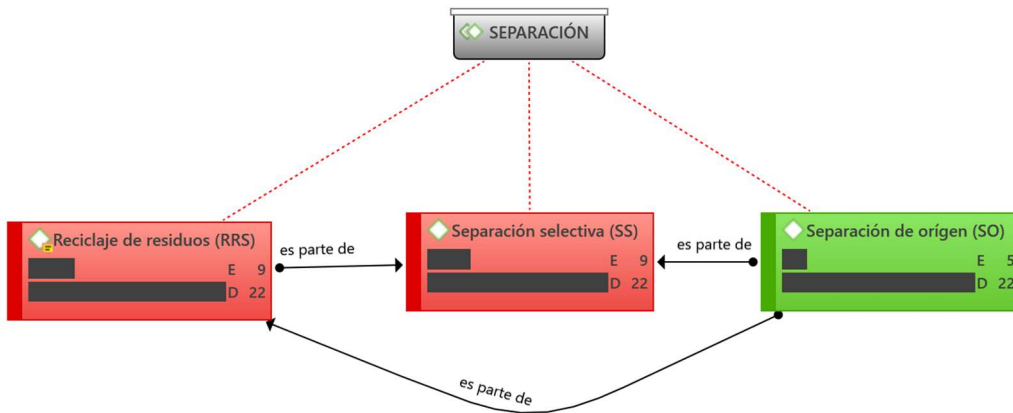 SEPARACIÓN
Reciclaje de residuos (RRS)
E 9
D 22
es parte de
Separación selectiva (SS)
E 9
D 22
es parte de
Separación de orígen (SO)
E 5
D 22
es parte de